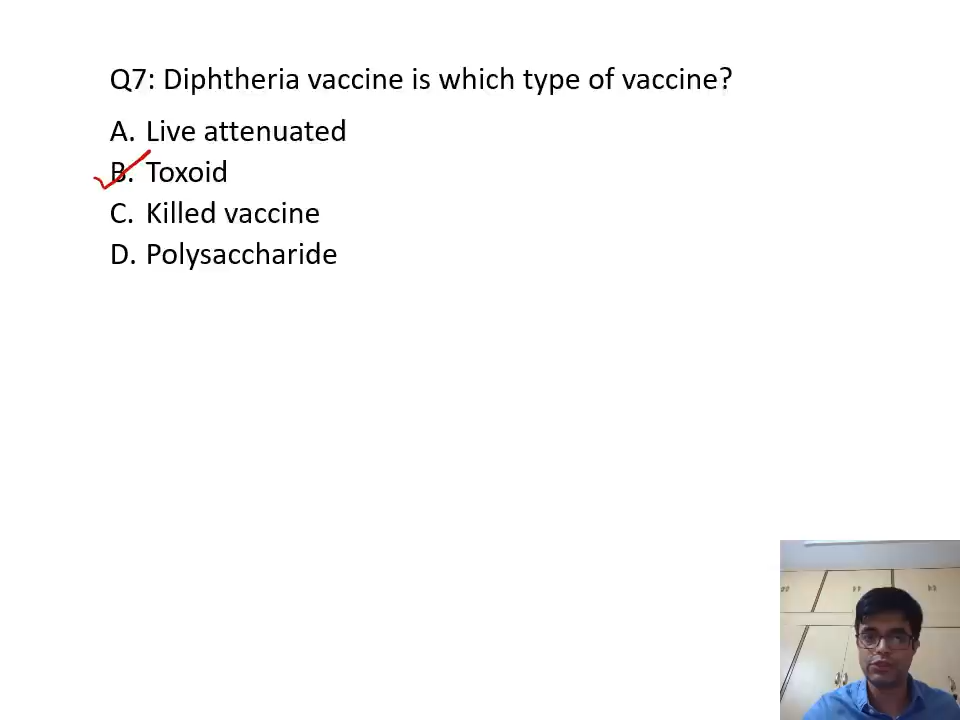 Q7: Diphtheria vaccine is which type of vaccine?
A. Live attenuated
B. Toxoid
C. Killed vaccine
D. Polysaccharide